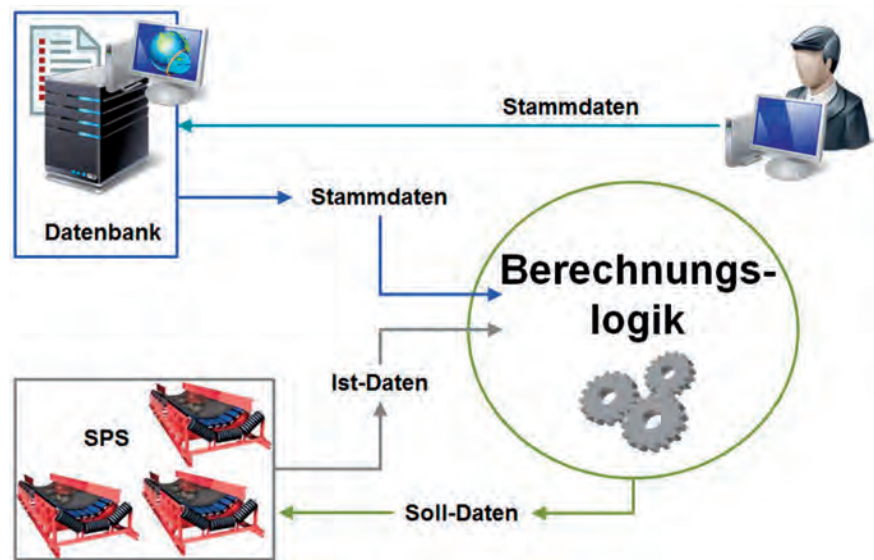 Stammdaten
Datenbank
Stammdaten
Berechnungs-
logik
Ist-Daten
SPS
Soll-Daten